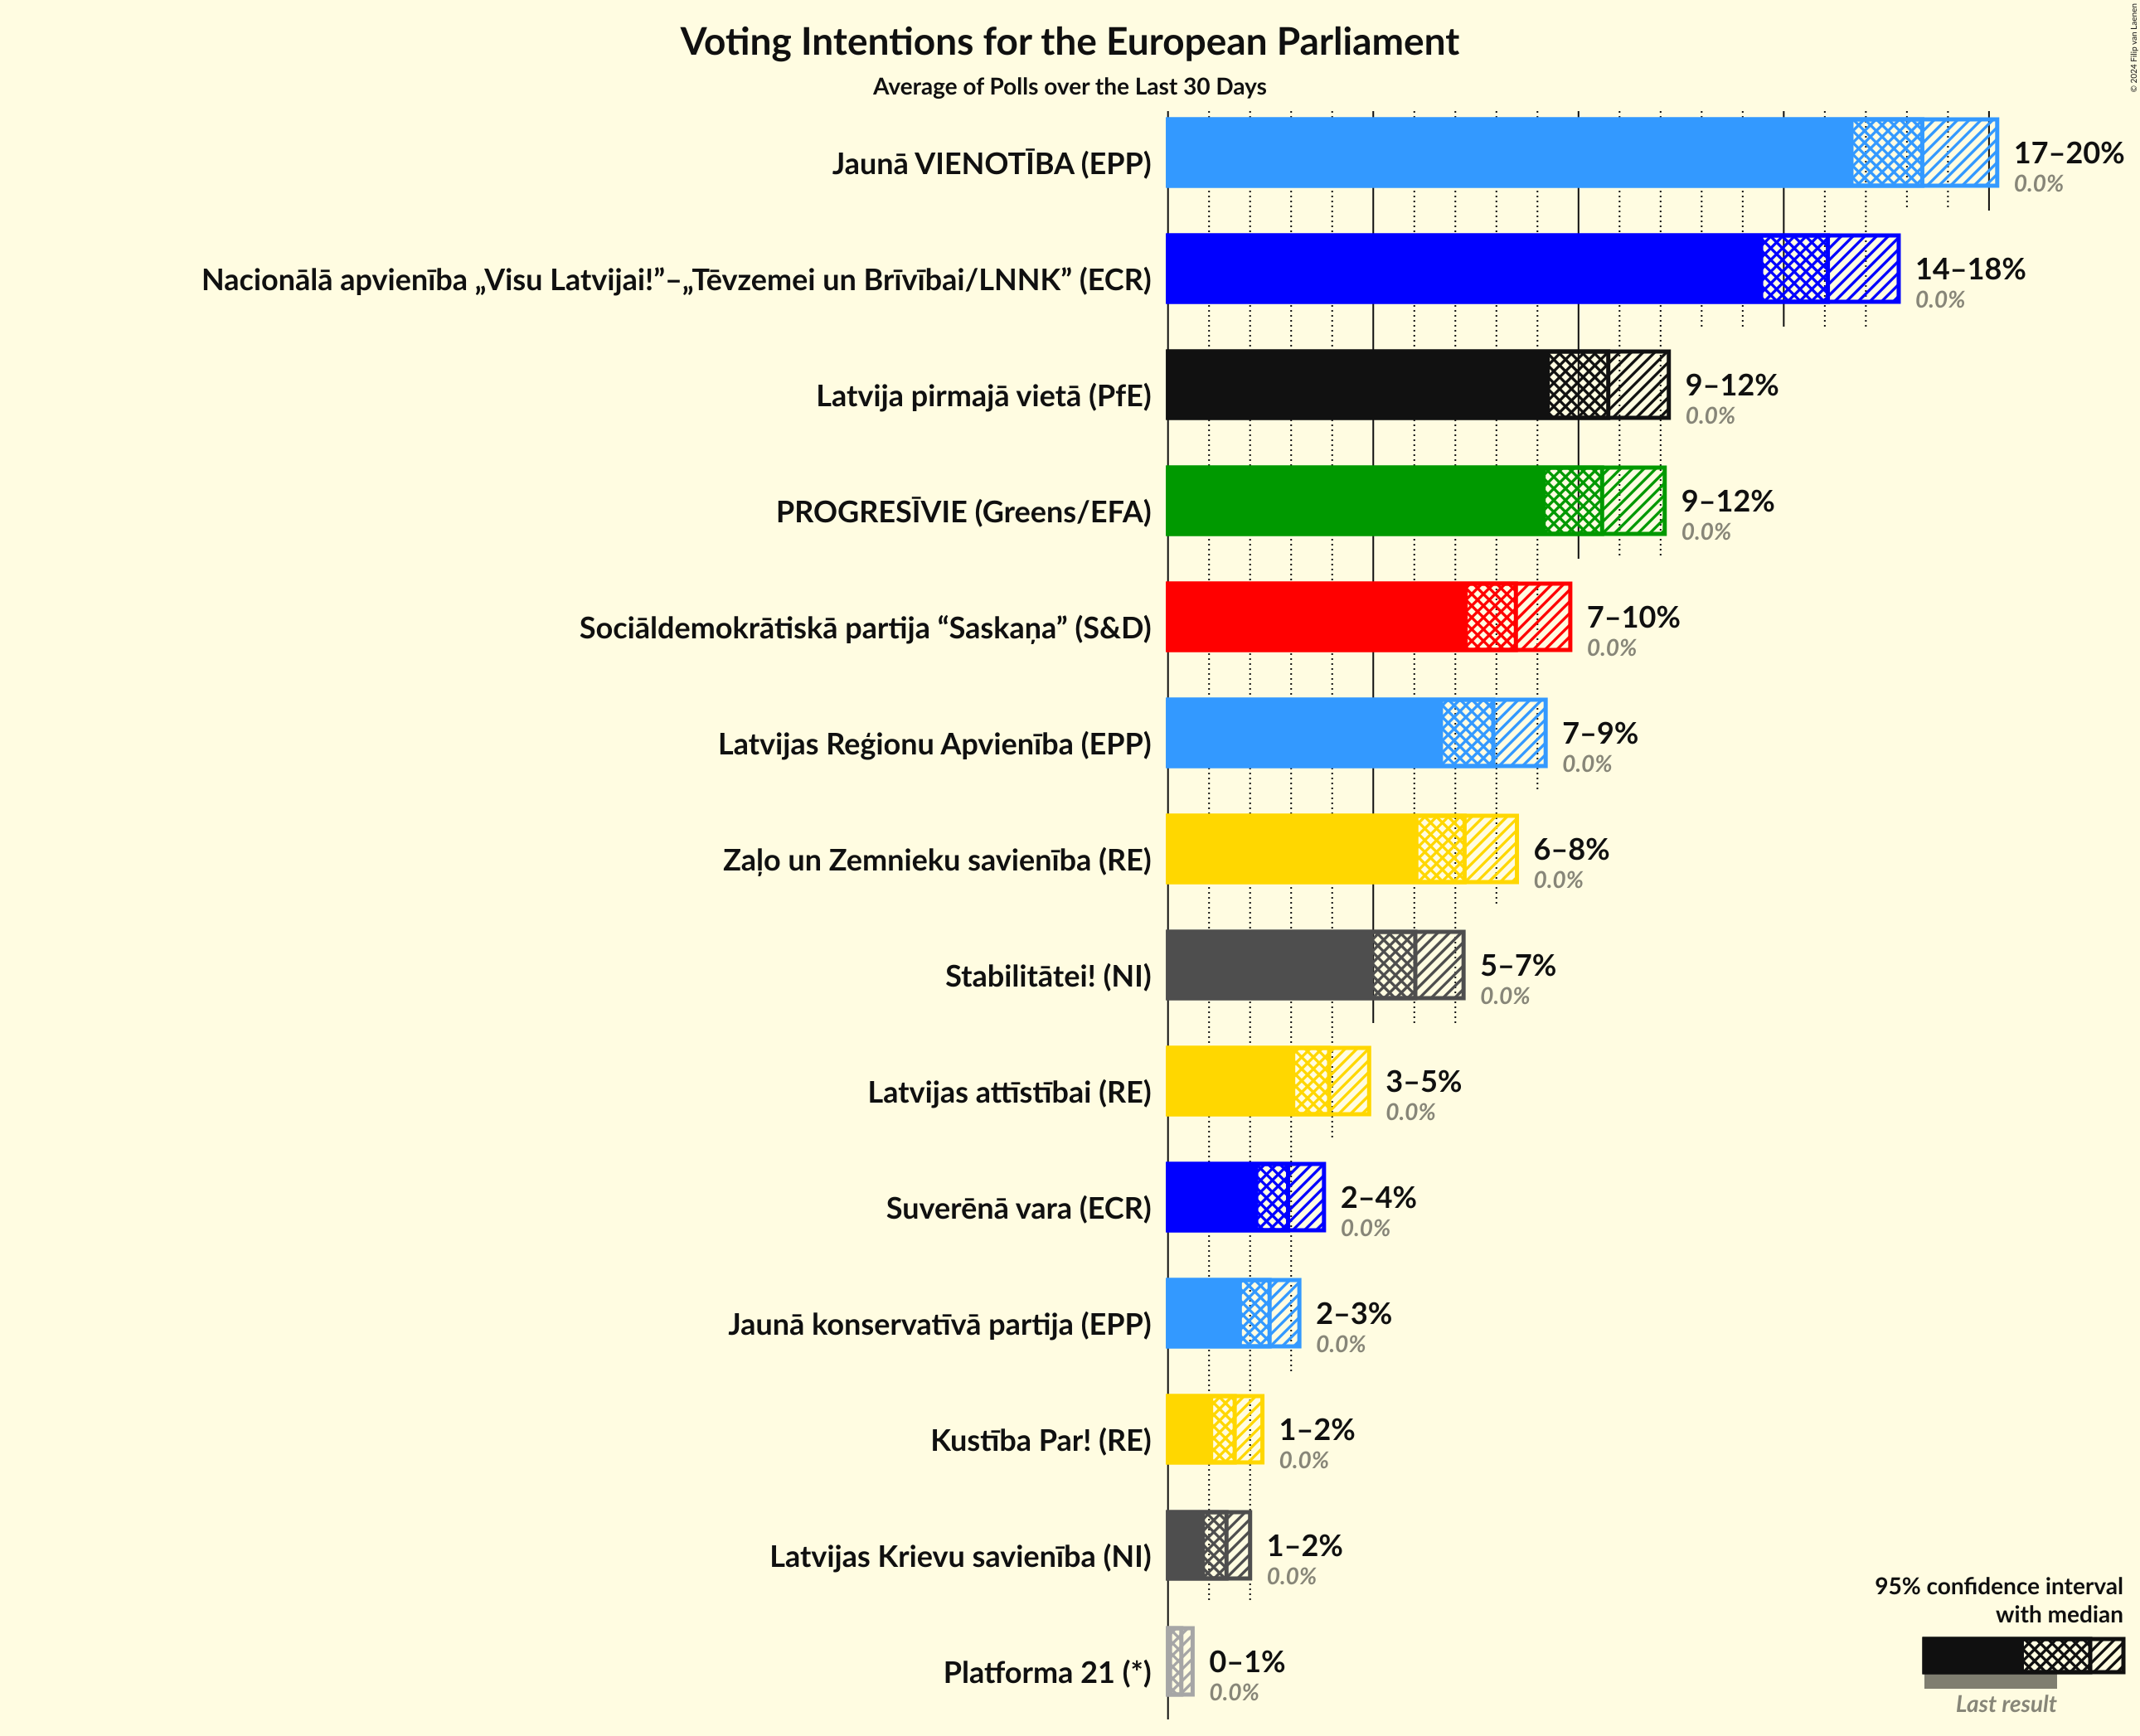 Voting Intentions for the European Parliament
Average of Polls over the Last 30 Days
© 2024 Filip van Laenen
Jaunā VIENOTĪBA (EPP)
17–20%
0.0%
Nacionālā apvienība „Visu Latvijai!”–„Tēvzemei un Brīvībai/LNNK” (ECR)
14–18%
0.0%
Latvija pirmajā vietā (PfE)
9–12%
0.0%
PROGRESĪVIE (Greens/EFA)
9–12%
0.0%
Sociāldemokrātiskā partija “Saskaņa” (S&D)
7–10%
0.0%
Latvijas Reģionu Apvienība (EPP)
7–9%
0.0%
Zaļo un Zemnieku savienība (RE)
6–8%
0.0%
Stabilitātei! (NI)
5–7%
0.0%
Latvijas attīstībai (RE)
3–5%
0.0%
Suverēnā vara (ECR)
2–4%
0.0%
Jaunā konservatīvā partija (EPP)
2–3%
0.0%
Kustība Par! (RE)
1–2%
0.0%
Latvijas Krievu savienība (NI)
1–2%
0.0%
Platforma 21 (*)
0–1%
0.0%
95% confidence interval
with median
Last result